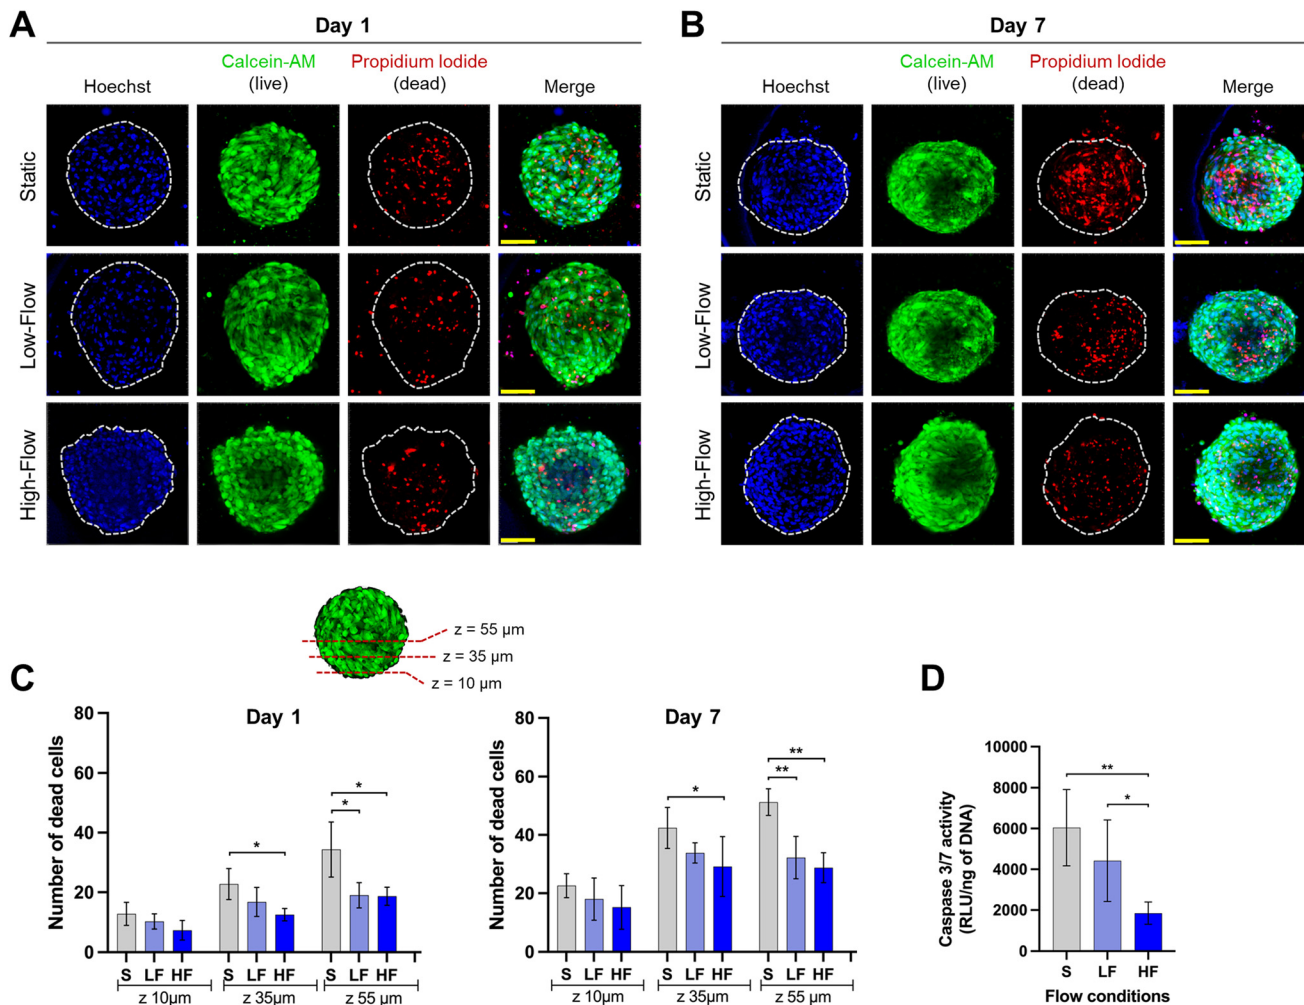 A
Day 1
Hoechst
Calcein-AM
(live)
Propidium Iodide
(dead)
Merge
Static
Low-Flow
High-Flow
B
Day 7
Hoechst
Calcein-AM
(live)
Propidium Iodide
(dead)
Merge
Static
Low-Flow
High-Flow
z = 55 µm
z = 35 µm
z = 10 µm
C
Day 1
Number of dead cells
80
60
40
20
0
*
*
*
S LF HF S LF HF S LF HF
z 10µm z 35µm z 55 µm
Day 7
Number of dead cells
80
60
40
20
0
*
**
**
S LF HF S LF HF S LF HF
z 10µm z 35µm z 55 µm
D
Caspase 3/7 activity
(RLU/ng of DNA)
10000
8000
6000
4000
2000
0
**
*
S LF HF
Flow conditions